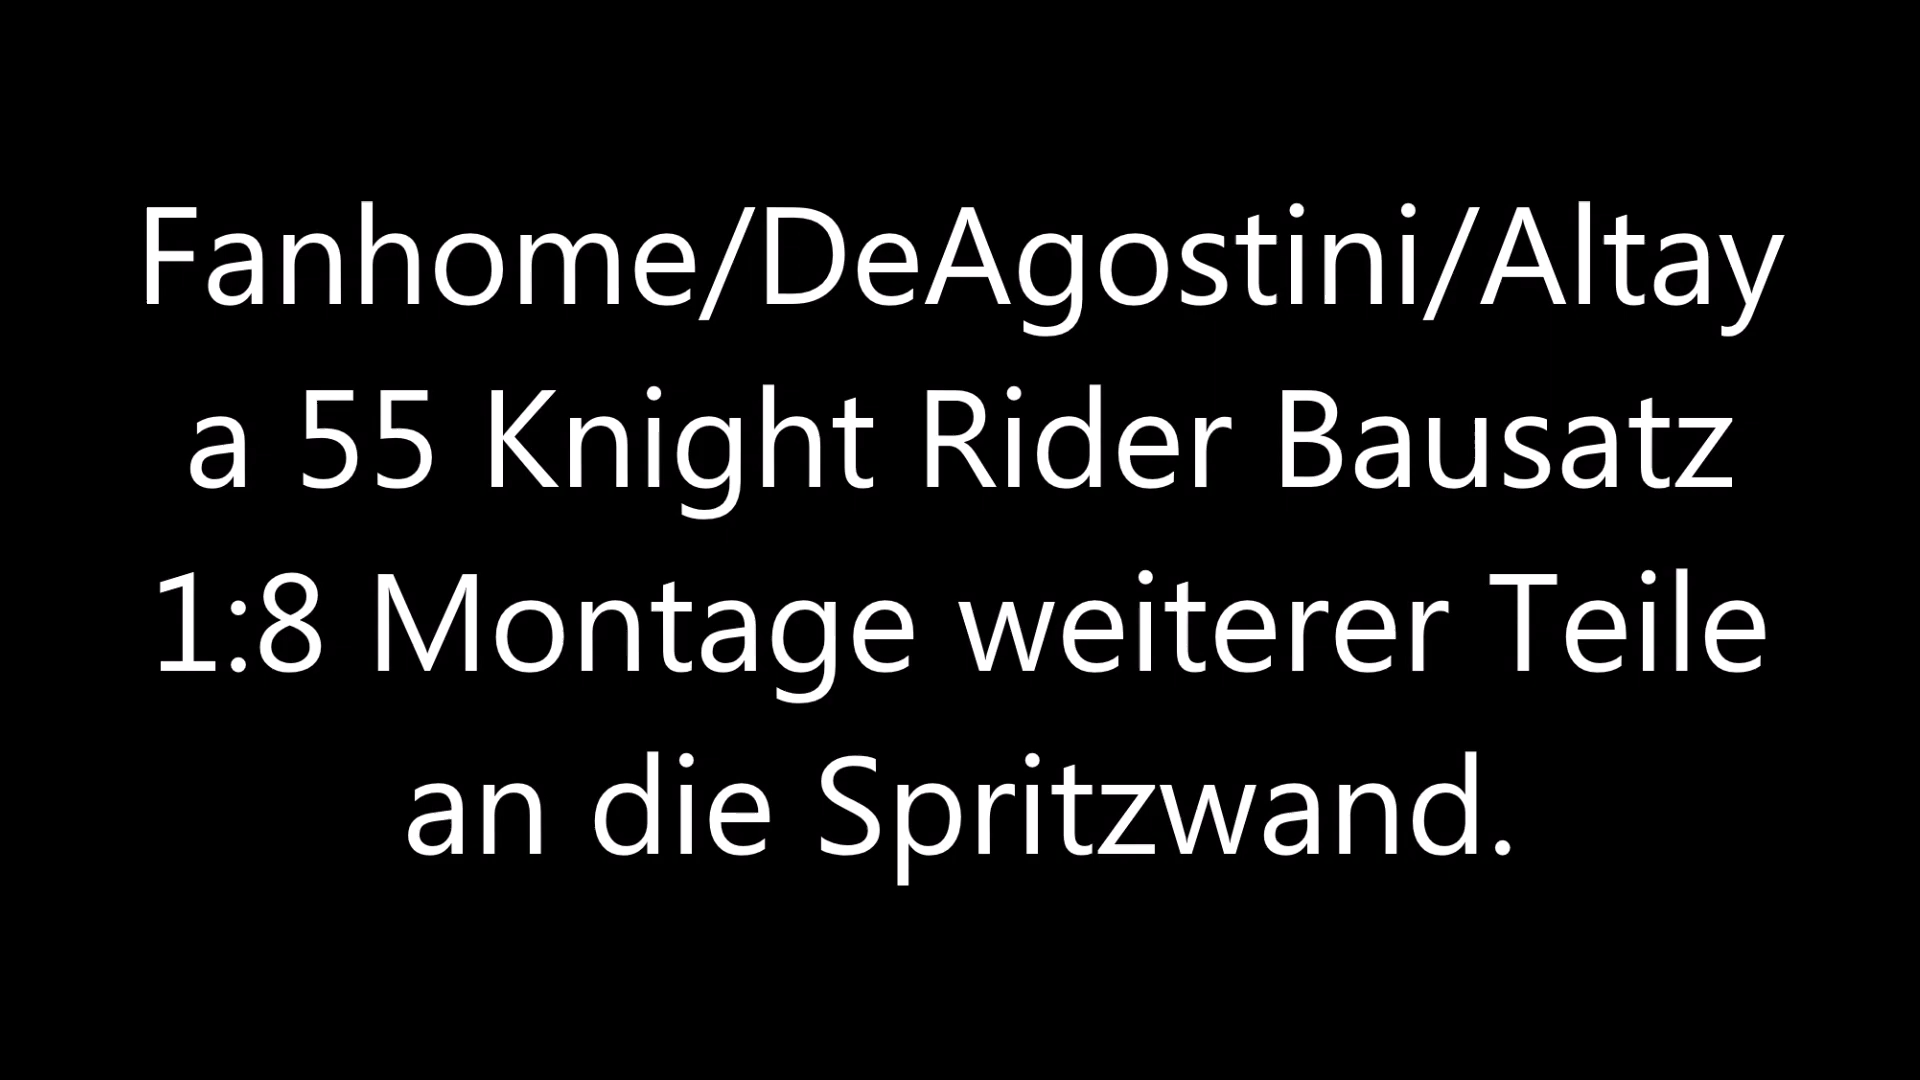 Fanhome/DeAgostini/Altay
a 55 Knight Rider Bausatz
1:8 Montage weiterer Teile
an die Spritzwand.